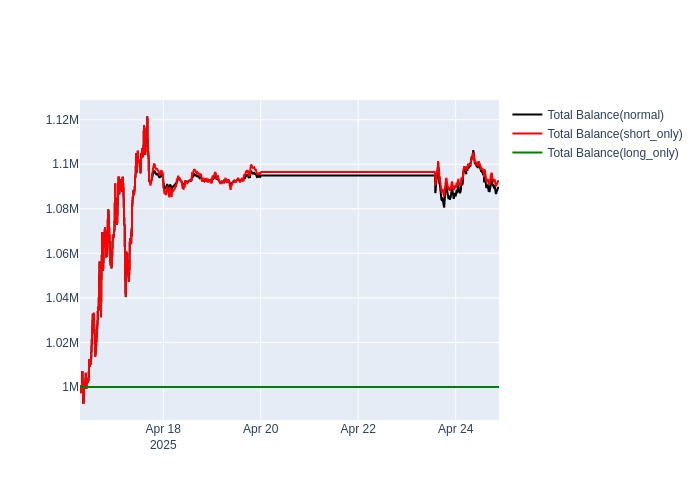 1.12M
1.1M
1.08M
1.06M
1.04M
1.02M
1M
Apr 18
2025
Apr 20
Apr 22
Apr 24
Total Balance(normal)
Total Balance(short_only)
Total Balance(long_only)